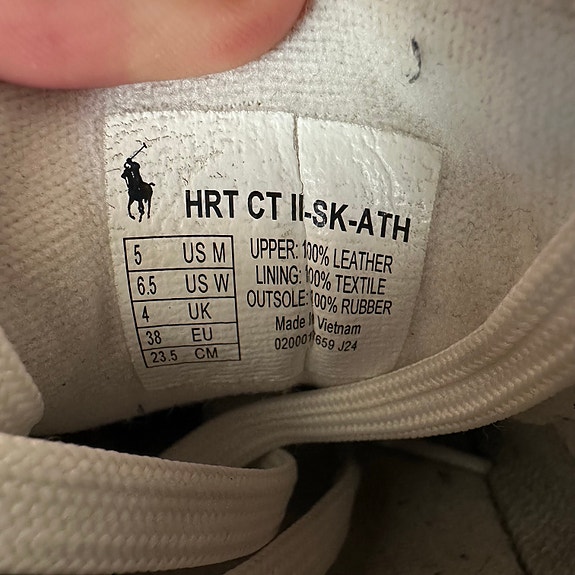 HRT CT II-SK-ATH
5 US M
6.5 US W
4 UK
38 EU
23.5 CM
UPPER: 100% LEATHER
LINING: 100% TEXTILE
OUTSOLE: 100% RUBBER
Made In Vietnam
J24